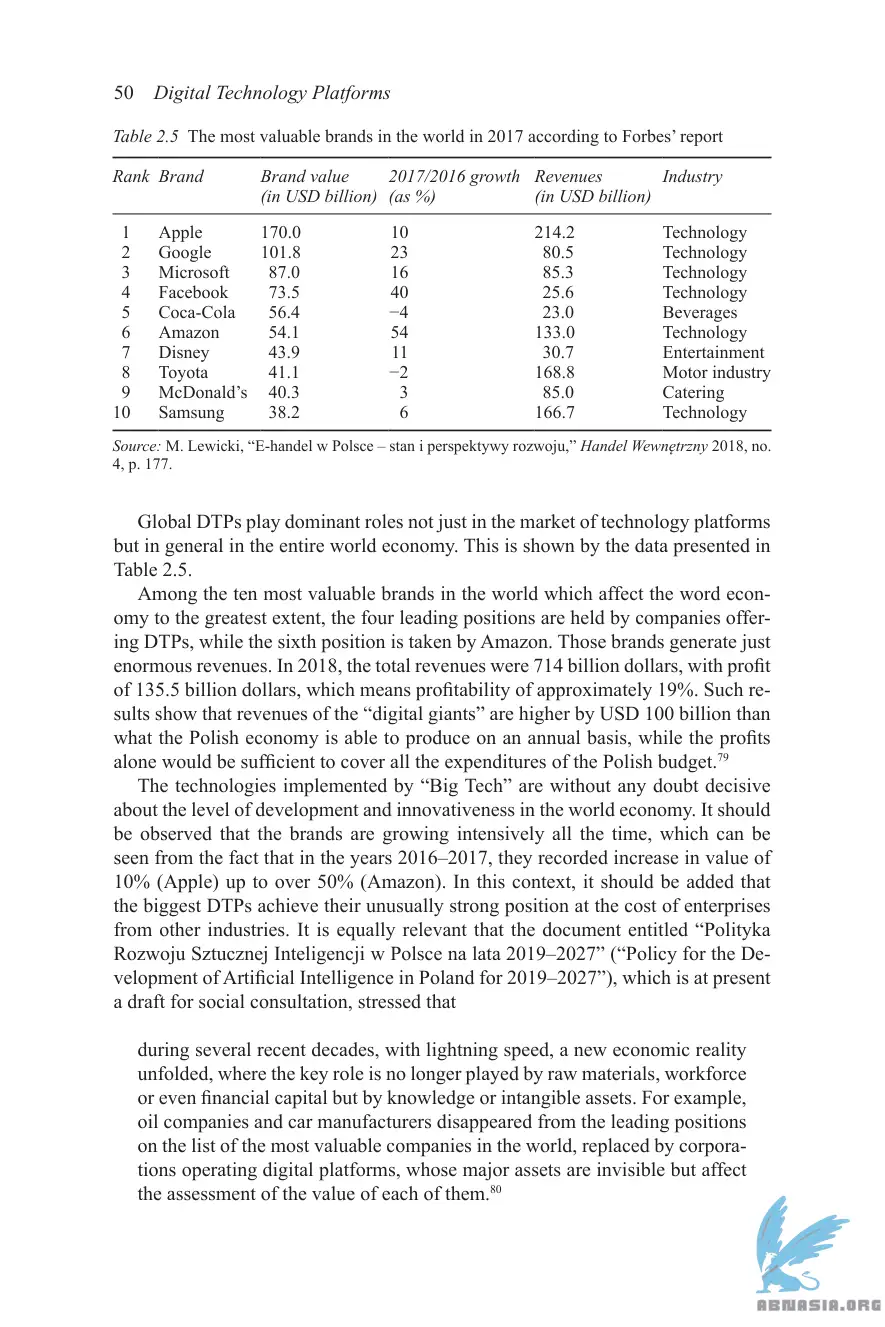 50 Digital Technology Platforms
Table 2.5 The most valuable brands in the world in 2017 according to Forbes’ report
Rank Brand Brand value 2017/2016 growth Revenues Industry
(in USD billion) (as %) (in USD billion)
1 Apple 170.0 10 214.2 Technology
2 Google 101.8 23 80.5 Technology
3 Microsoft 87.0 16 85.3 Technology
4 Facebook 73.5 40 25.6 Technology
5 Coca-Cola 56.4 −4 23.0 Beverages
6 Amazon 54.1 54 133.0 Technology
7 Disney 43.9 11 30.7 Entertainment
8 Toyota 41.1 −2 168.8 Motor industry
9 McDonald’s 40.3 3 85.0 Catering
10 Samsung 38.2 6 166.7 Technology
Source: M. Lewicki, “E-handel w Polsce – stan i perspektywy rozwoju,” Handel Wewnętrzny 2018, no.
4, p. 177.
Global DTPs play dominant roles not just in the market of technology platforms
but in general in the entire world economy. This is shown by the data presented in
Table 2.5.
Among the ten most valuable brands in the world which affect the word econ-
omy to the greatest extent, the four leading positions are held by companies offer-
ing DTPs, while the sixth position is taken by Amazon. Those brands generate just
enormous revenues. In 2018, the total revenues were 714 billion dollars, with profit
of 135.5 billion dollars, which means profitability of approximately 19%. Such re-
sults show that revenues of the “digital giants” are higher by USD 100 billion than
what the Polish economy is able to produce on an annual basis, while the profits
alone would be sufficient to cover all the expenditures of the Polish budget.79
The technologies implemented by “Big Tech” are without any doubt decisive
about the level of development and innovativeness in the world economy. It should
be observed that the brands are growing intensively all the time, which can be
seen from the fact that in the years 2016–2017, they recorded increase in value of
10% (Apple) up to over 50% (Amazon). In this context, it should be added that
the biggest DTPs achieve their unusually strong position at the cost of enterprises
from other industries. It is equally relevant that the document entitled “Polityka
Rozwoju Sztucznej Inteligencji w Polsce na lata 2019–2027” (“Policy for the De-
velopment of Artificial Intelligence in Poland for 2019–2027”), which is at present
a draft for social consultation, stressed that
during several recent decades, with lightning speed, a new economic reality
unfolded, where the key role is no longer played by raw materials, workforce
or even financial capital but by knowledge or intangible assets. For example,
oil companies and car manufacturers disappeared from the leading positions
on the list of the most valuable companies in the world, replaced by corpora-
tions operating digital platforms, whose major assets are invisible but affect
the assessment of the value of each of them.80
ABNASIA.ORG